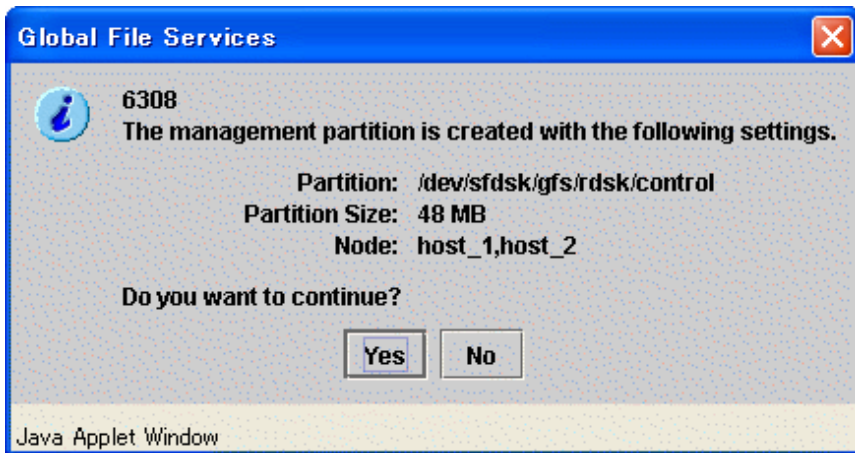 Global File Services
6308
The management partition is created with the following settings.
Partition: /dev/sfdsk/gfs/rdsk/control
Partition Size: 48 MB
Node: host_1,host_2
Do you want to continue?
Yes No
Java Applet Window